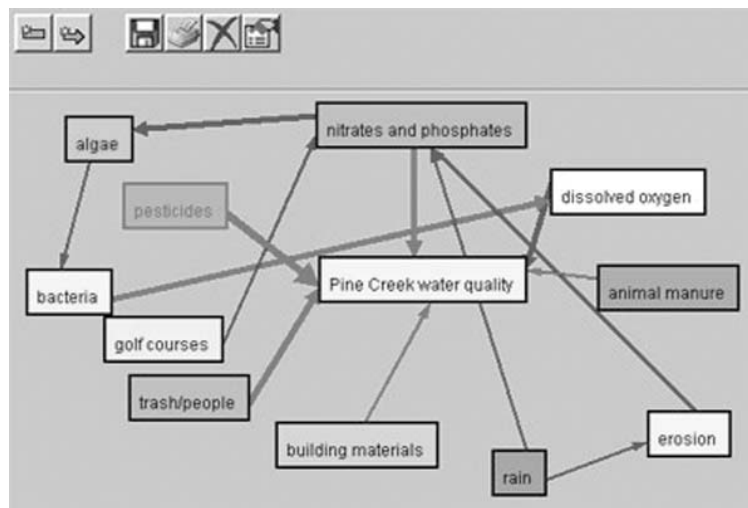 nitrates and phosphates
algae
dissolved oxygen
pesticides
Pine Creek water quality
animal manure
bacteria
golf courses
trash/people
building materials
erosion
rain